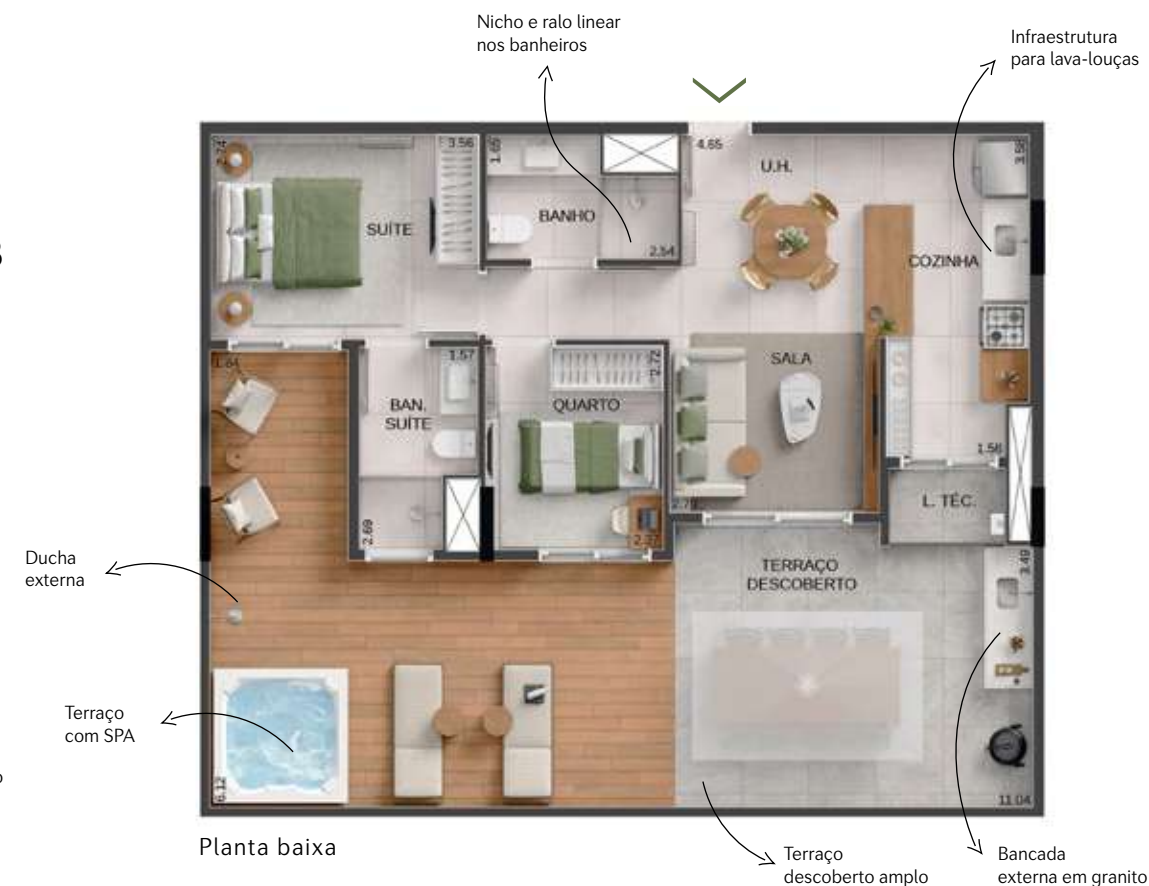 Nicho e ralo linear
nos banheiros
Infraestrutura
para lava-louças
2.74
3.56
1.65
4.65
3.58
U.H.
SUÍTE
BANHO
2.54
COZINHA
1.64
1.57
2.72
SALA
BAN.
SUÍTE
QUARTO
1.58
2.79
L. TÉC.
2.69
2.37
Ducha
externa
TERRAÇO
DESCOBERTO
3.49
Terraço
com SPA
6.12
11.04
Planta baixa
Terraço
descoberto amplo
Bancada
externa em granito